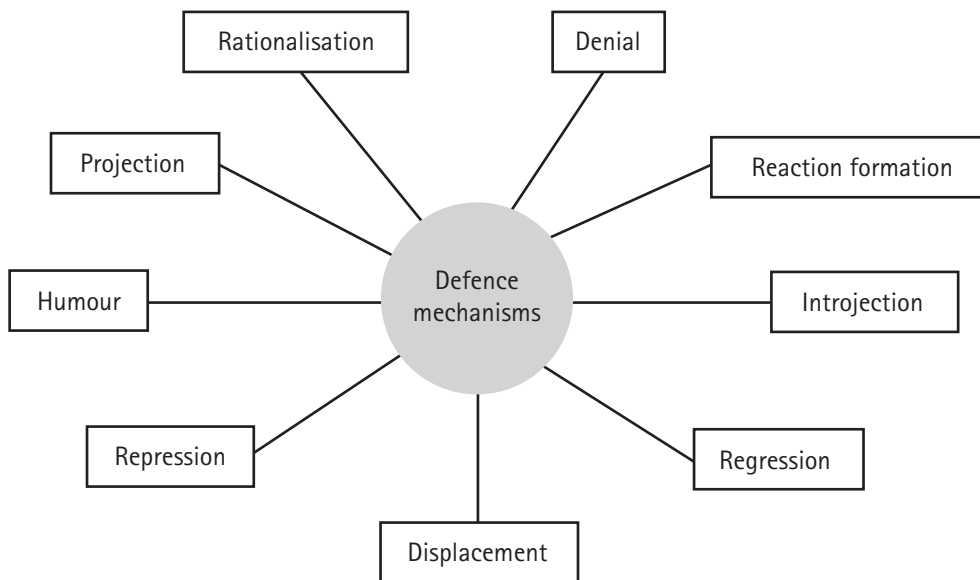 Rationalisation
Denial
Projection
Reaction formation
Defence
mechanisms
Humour
Introjection
Repression
Regression
Displacement